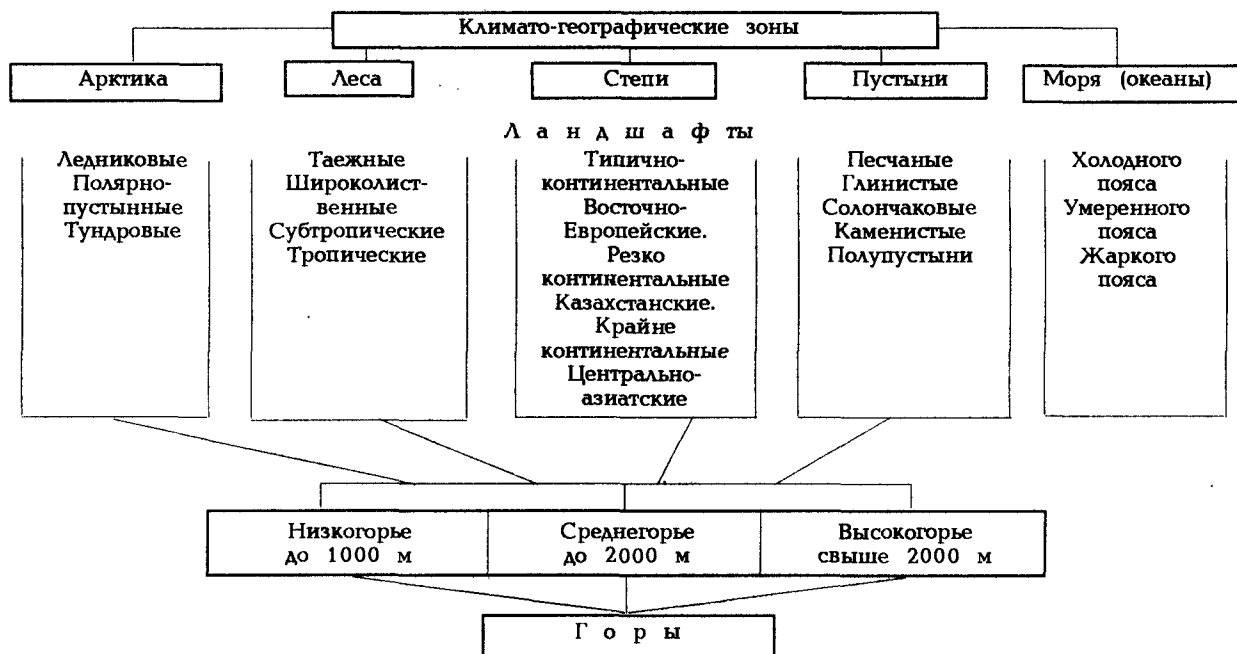 Климато-географические зоны
Арктика
Леса
Степи
Пустыни
Моря (океаны)
Ландшафты
Ледниковые
Полярно-
пустынные
Тундровые
Таежные
Широколист-
венные
Субтропические
Тропические
Типично-
континентальные
Восточно-
Европейские.
Резко
континентальные
Казахстанские.
Крайне
континентальные
Центрально-
азиатские
Песчаные
Глинистые
Солончаковые
Каменистые
Полупустыни
Холодного
пояса
Умеренного
пояса
Жаркого
пояса
Низкогорье
до 1000 м
Среднегорье
до 2000 м
Высокогорье
свыше 2000 м
Горы